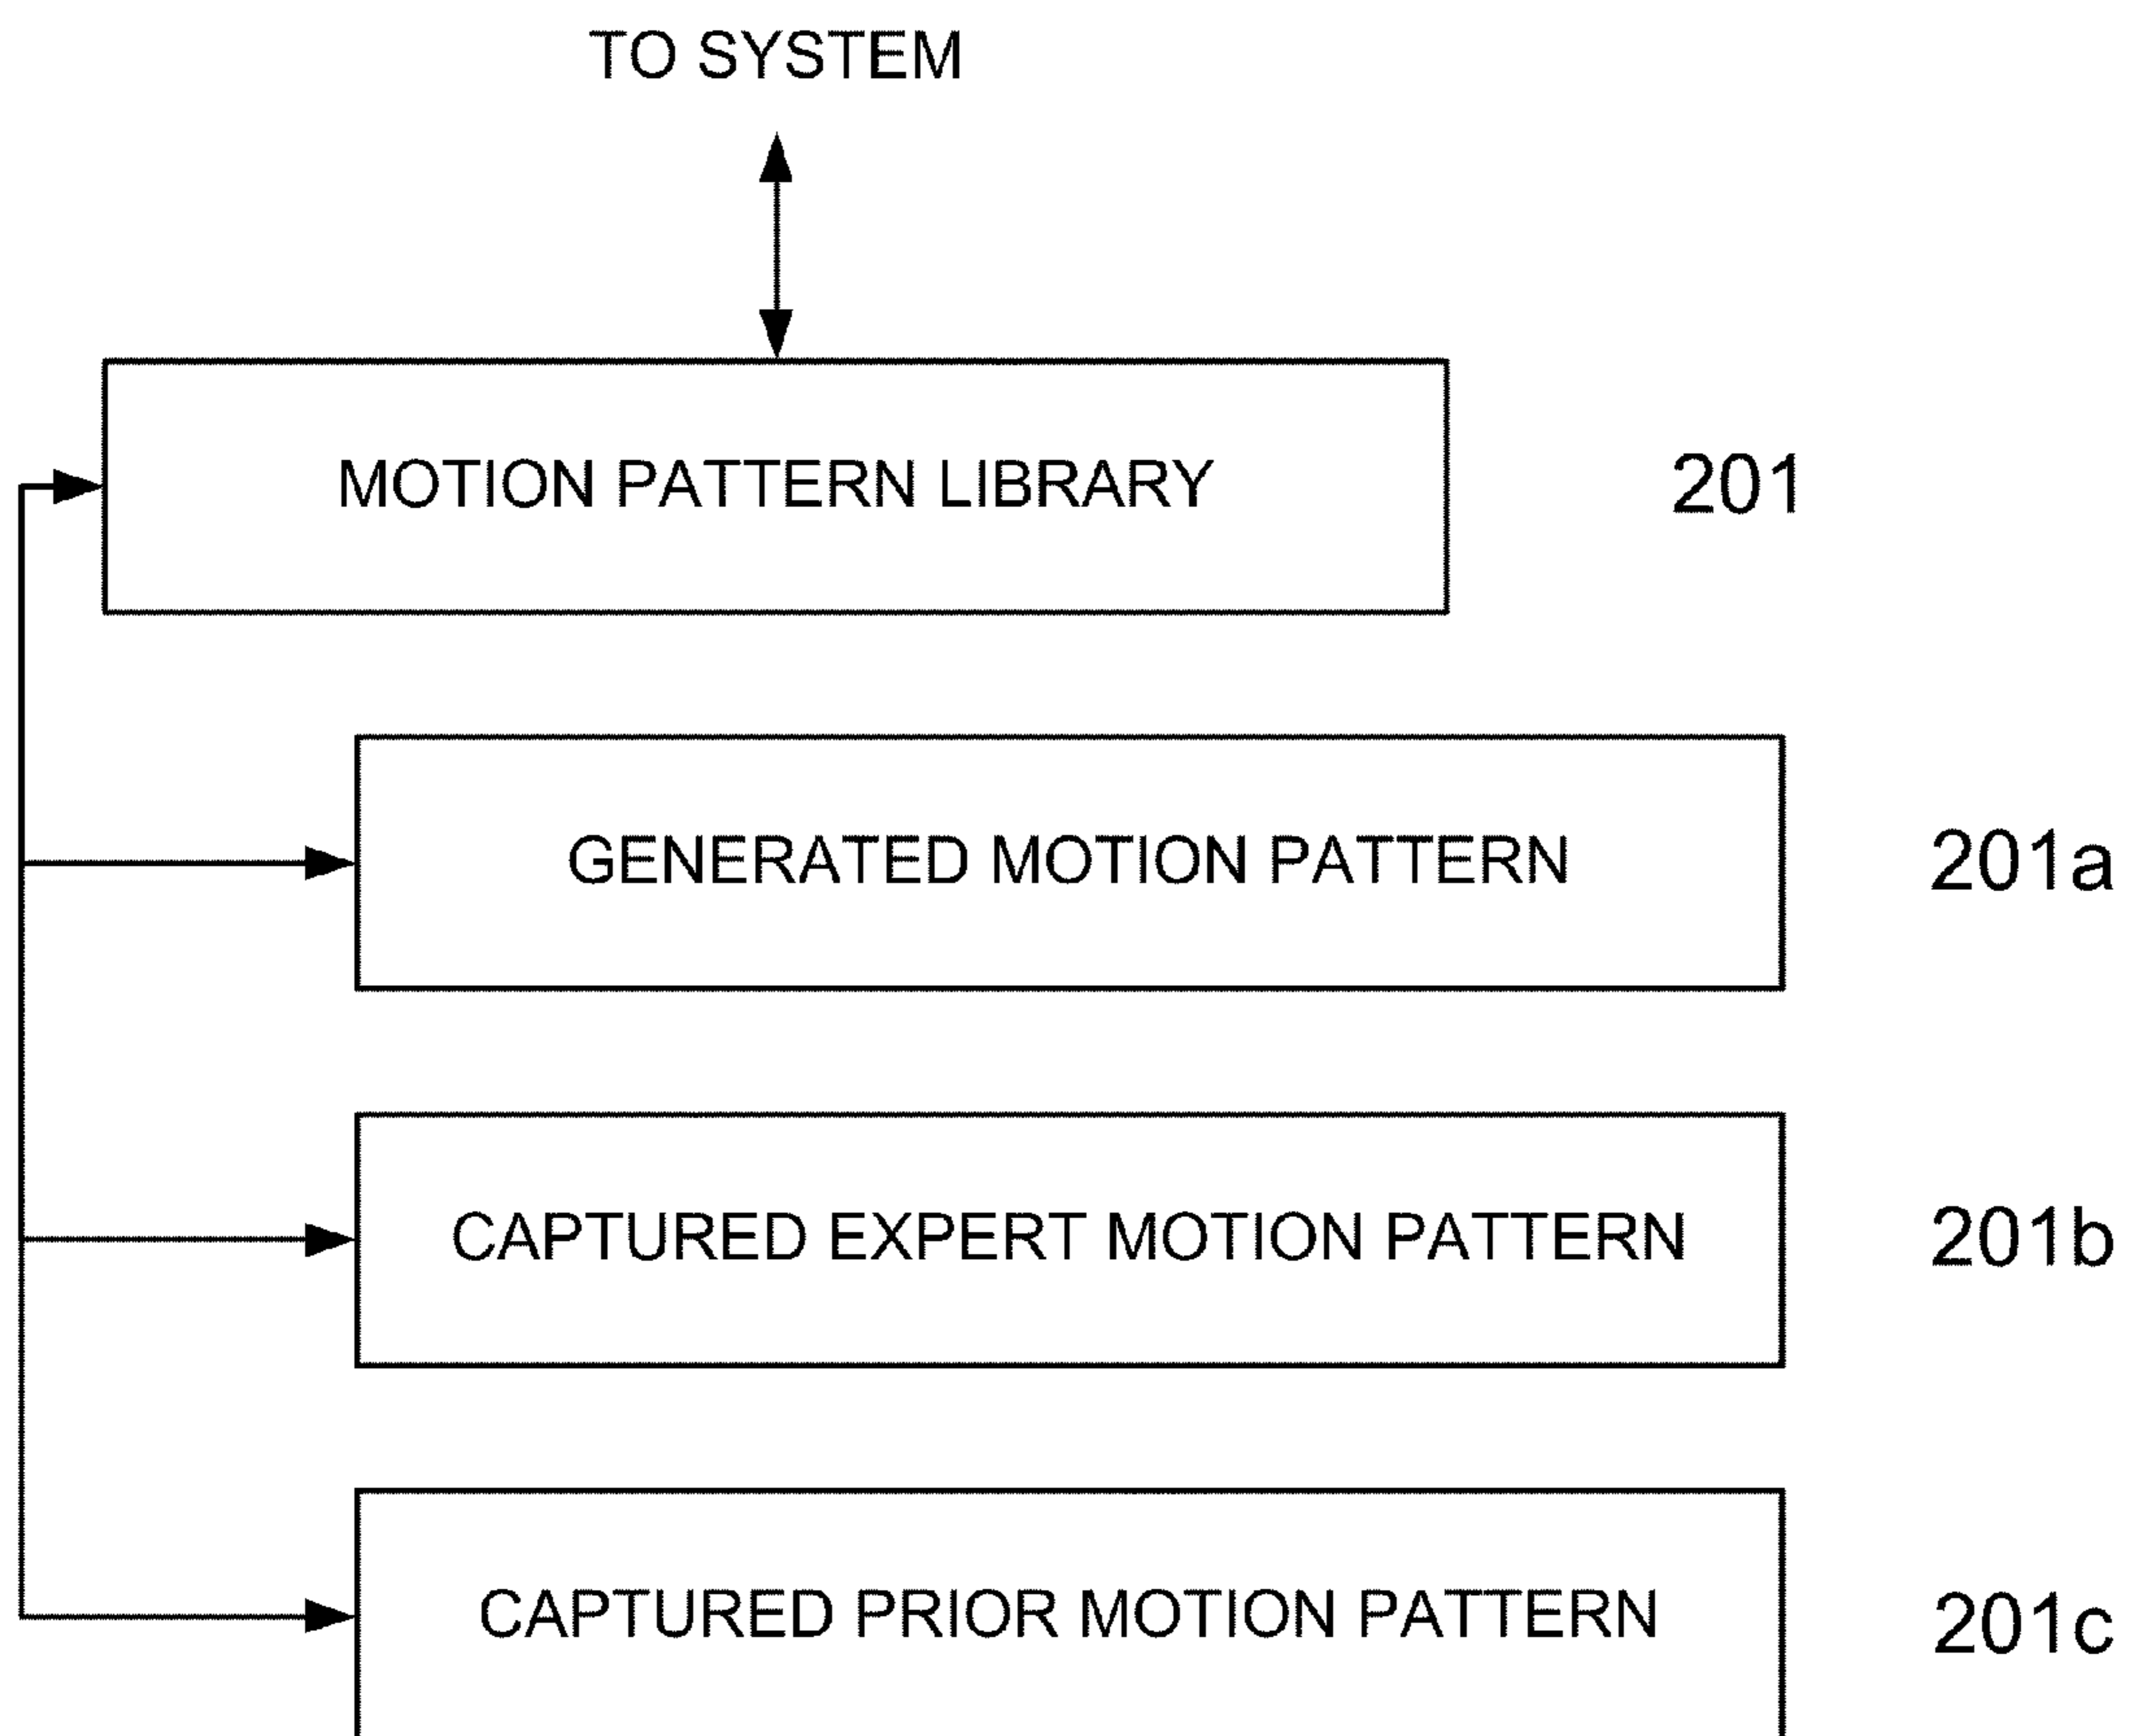 TO SYSTEM
MOTION PATTERN LIBRARY 201
GENERATED MOTION PATTERN 201a
CAPTURED EXPERT MOTION PATTERN 201b
CAPTURED PRIOR MOTION PATTERN 201c